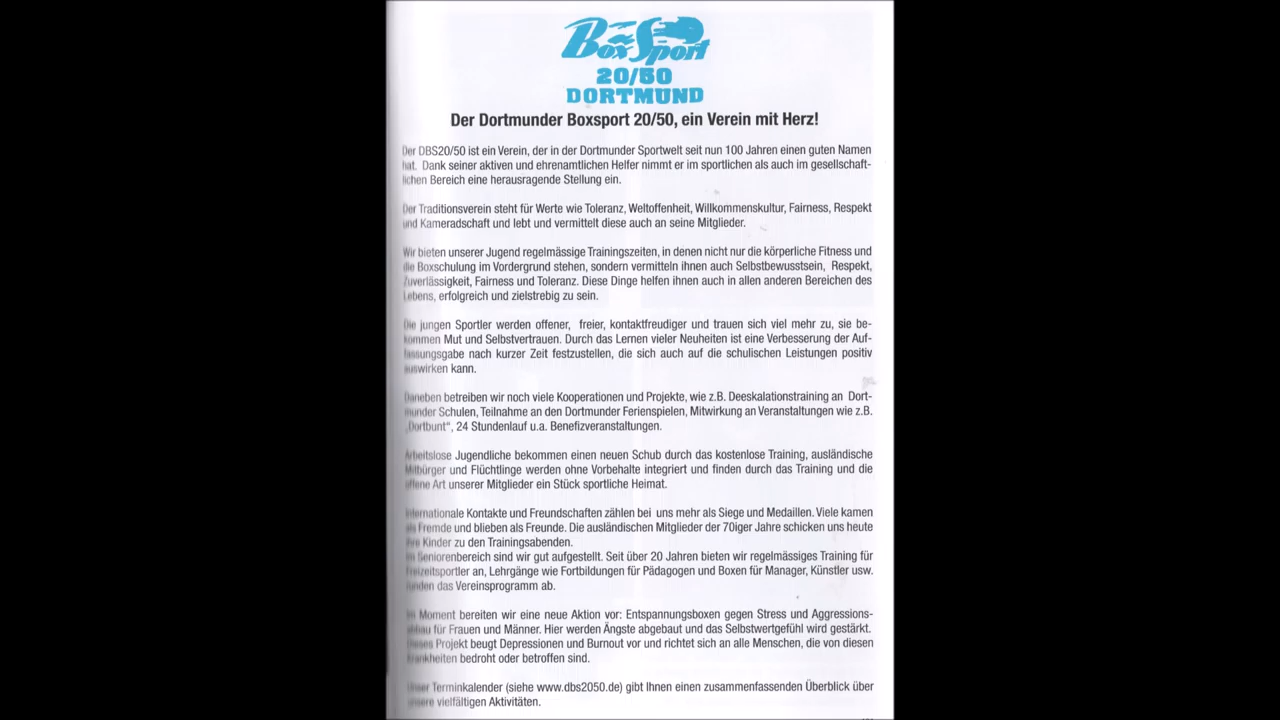 BoxSport
20/50
DORTMUND
Der Dortmunder Boxsport 20/50, ein Verein mit Herz!
Der DBS20/50 ist ein Verein, der in der Dortmunder Sportwelt seit nun 100 Jahren einen guten Namen
hat. Dank seiner aktiven und ehrenamtlichen Helfer nimmt er im sportlichen als auch im gesellschaft-
lichen Bereich eine herausragende Stellung ein.
Der Traditionsverein steht für Werte wie Toleranz, Weltoffenheit, Willkommenskultur, Fairness, Respekt
und Kameradschaft und lebt und vermittelt diese auch an seine Mitglieder.
Wir bieten unserer Jugend regelmässige Trainingszeiten, in denen nicht nur die körperliche Fitness und
die Boxschulung im Vordergrund stehen, sondern vermitteln ihnen auch Selbstbewusstsein, Respekt,
Zuverlässigkeit, Fairness und Toleranz. Diese Dinge helfen ihnen auch in allen anderen Bereichen des
Lebens, erfolgreich und zielstrebig zu sein.
Die jungen Sportler werden offener, freier, kontaktfreudiger und trauen sich viel mehr zu, sie be-
kommen Mut und Selbstvertrauen. Durch das Lernen vieler Neuheiten ist eine Verbesserung der Auf-
fassungsgabe nach kurzer Zeit festzustellen, die sich auch auf die schulischen Leistungen positiv
auswirken kann.
Daneben betreiben wir noch viele Kooperationen und Projekte, wie z.B. Deeskalationstraining an Dort-
munder Schulen, Teilnahme an den Dortmunder Ferienspielen, Mitwirkung an Veranstaltungen wie z.B.
„Dortbunt“, 24 Stundenlauf u.a. Benefizveranstaltungen.
Arbeitslose Jugendliche bekommen einen neuen Schub durch das kostenlose Training, ausländische
Mitbürger und Flüchtlinge werden ohne Vorbehalte integriert und finden durch das Training und die
offene Art unserer Mitglieder ein Stück sportliche Heimat.
Internationale Kontakte und Freundschaften zählen bei uns mehr als Siege und Medaillen. Viele kamen
als Fremde und blieben als Freunde. Die ausländischen Mitglieder der 70iger Jahre schicken uns heute
ihre Kinder zu den Trainingsabenden.
Im Seniorenbereich sind wir gut aufgestellt. Seit über 20 Jahren bieten wir regelmässiges Training für
Freizeitsportler an, Lehrgänge wie Fortbildungen für Pädagogen und Boxen für Manager, Künstler usw.
runden das Vereinsprogramm ab.
Im Moment bereiten wir eine neue Aktion vor: Entspannungsboxen gegen Stress und Aggressions-
abbau für Frauen und Männer. Hier werden Ängste abgebaut und das Selbstwertgefühl wird gestärkt.
Dieses Projekt beugt Depressionen und Burnout vor und richtet sich an alle Menschen, die von diesen
Krankheiten bedroht oder betroffen sind.
Unser Terminkalender (siehe www.dbs2050.de) gibt Ihnen einen zusammenfassenden Überblick über
unsere vielfältigen Aktivitäten.